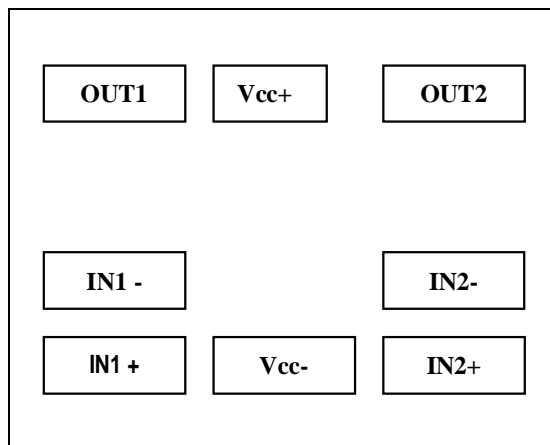 OUT1 Vcc+ OUT2
IN1 - IN2-
IN1 + Vcc- IN2+